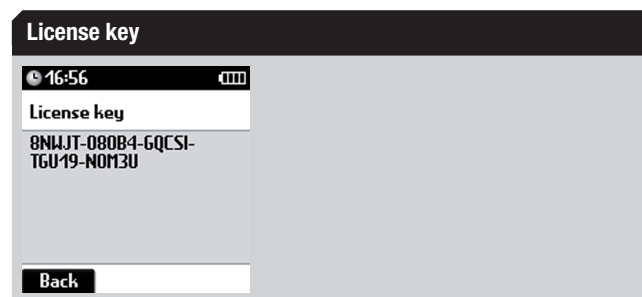 License key
16:56
License key
8NWJT-080B4-GQCSI-
TGU19-N0M3U
Back